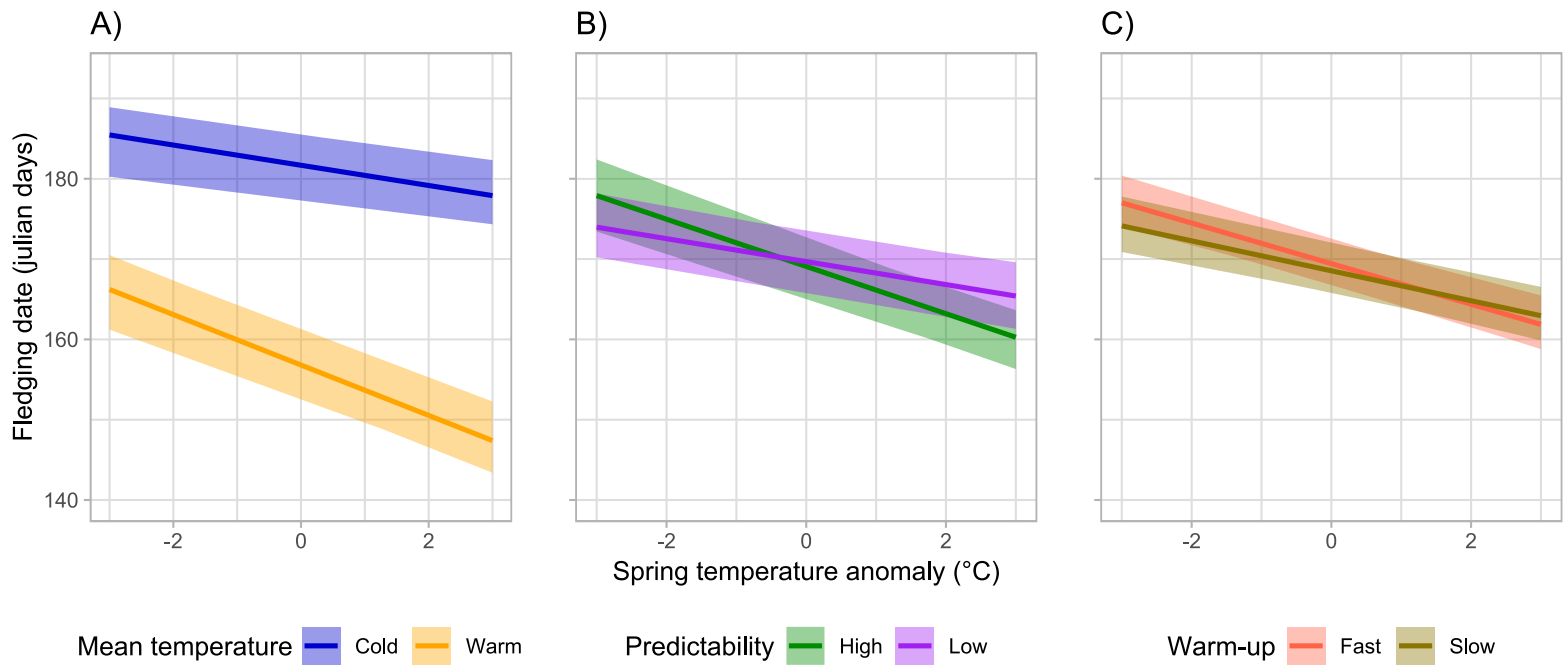 A)
B)
C)
Fledging date (julian days)
180
160
140
-2 0 2
-2 0 2
-2 0 2
Spring temperature anomaly (°C)
Mean temperature Cold Warm
Predictability High Low
Warm-up Fast Slow